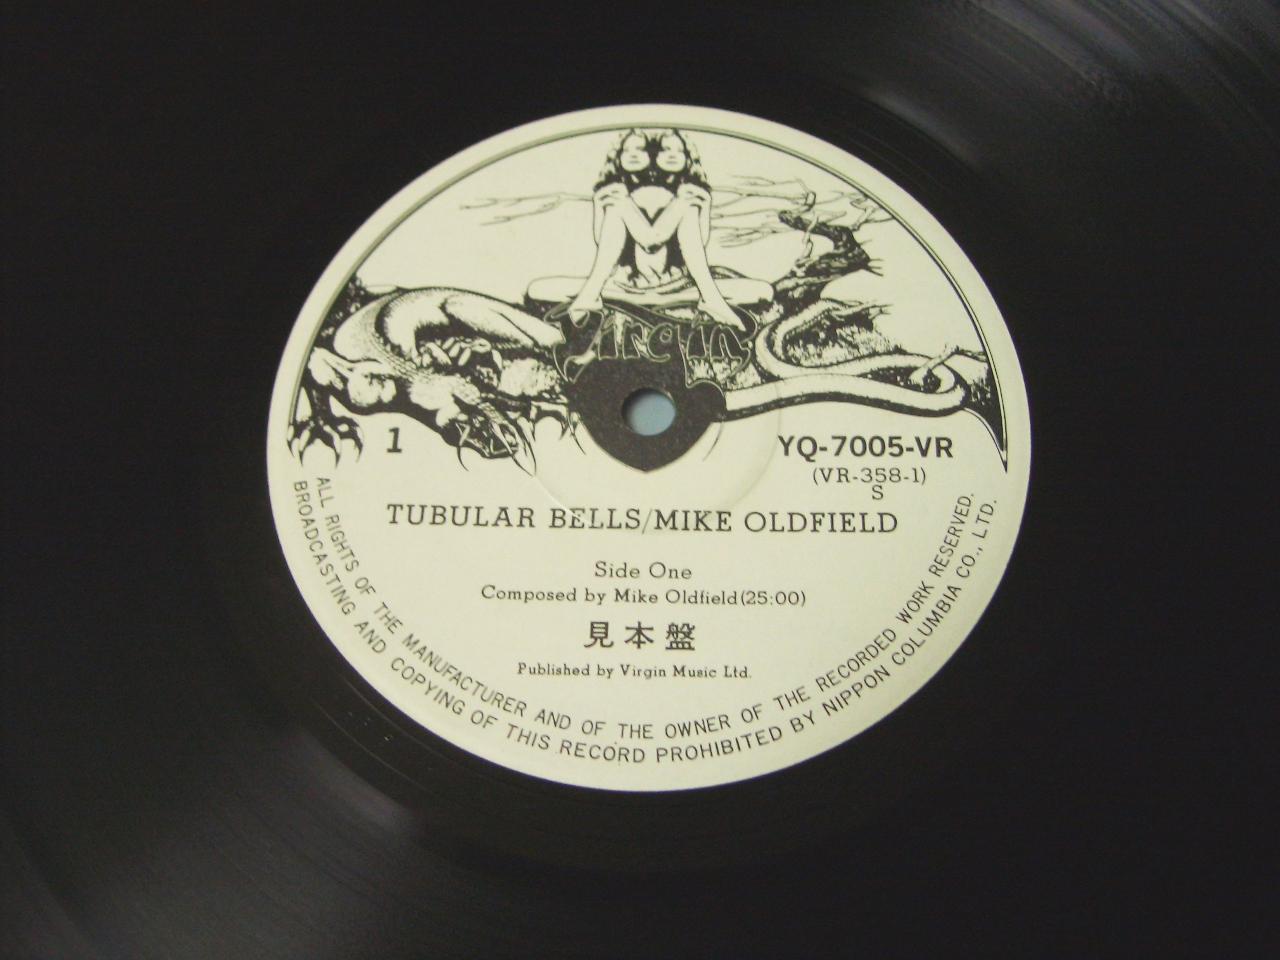 Virgin
1
YQ-7005-VR
(VR-358-1)
S
TUBULAR BELLS/MIKE OLDFIELD
Side One
Composed by Mike Oldfield(25:00)
見本盤
Published by Virgin Music Ltd.
ALL RIGHTS OF THE MANUFACTURER AND OF THE OWNER OF THE RECORDED WORK RESERVED.
BROADCASTING AND COPYING OF THIS RECORD PROHIBITED BY NIPPON COLUMBIA CO., LTD.